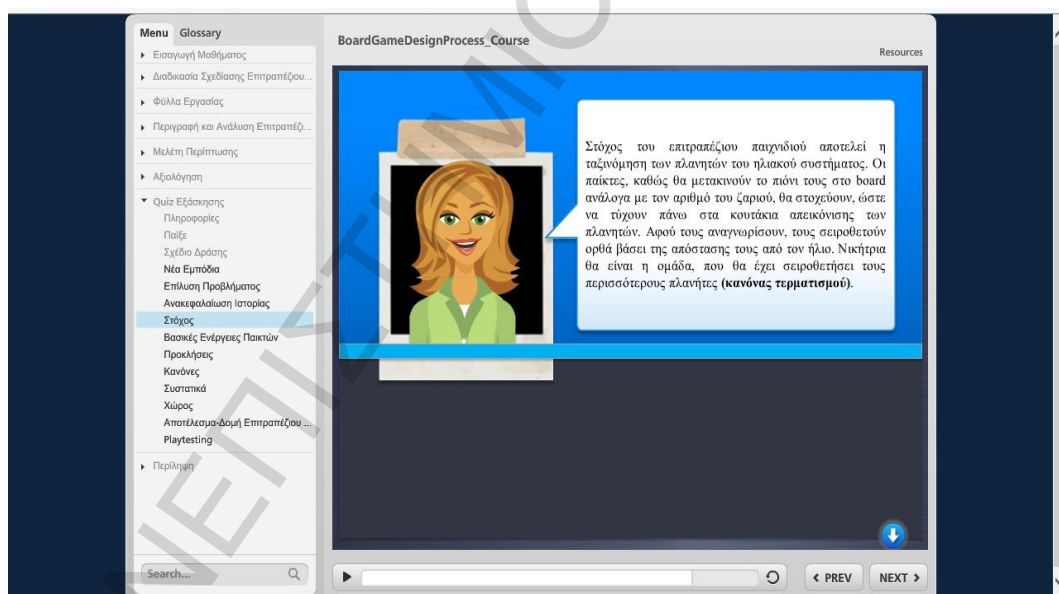 Menu Glossary
Εισαγωγή Μαθήματος
Διαδικασία Σχεδίασης Επιτραπέζιου...
Φύλλα Εργασίας
Περιγραφή και Ανάλυση Επιτραπέζι...
Μελέτη Περίπτωσης
Αξιολόγηση
Quiz Εξάσκησης
Πληροφορίες
Παίξε
Σχέδιο Δράσης
Νέα Εμπόδια
Επίλυση Προβλήματος
Ανακεφαλαίωση Ιστορίας
Στόχος
Βασικές Ενέργειες Παικτών
Προκλήσεις
Κανόνες
Συστατικά
Χώρος
Αποτέλεσμα-Δομή Επιτραπέζιου ...
Playtesting
Περίληψη
Search...
BoardGameDesignProcess_Course
Resources
Στόχος του επιτραπέζιου παιχνιδιού αποτελεί η
ταξινόμηση των πλανητών του ηλιακού συστήματος. Οι
παίκτες, καθώς θα μετακινούν το πιόνι τους στο board
ανάλογα με τον αριθμό του ζαριού, θα στοχεύουν, ώστε
να τύχουν πάνω στα κουτάκια απεικόνισης των
πλανητών. Αφού τους αναγνωρίσουν, τους σειροθετούν
ορθά βάσει της απόστασης τους από τον ήλιο. Νικήτρια
θα είναι η ομάδα, που θα έχει σειροθετήσει τους
περισσότερους πλανήτες (κανόνας τερματισμού).
PREV NEXT